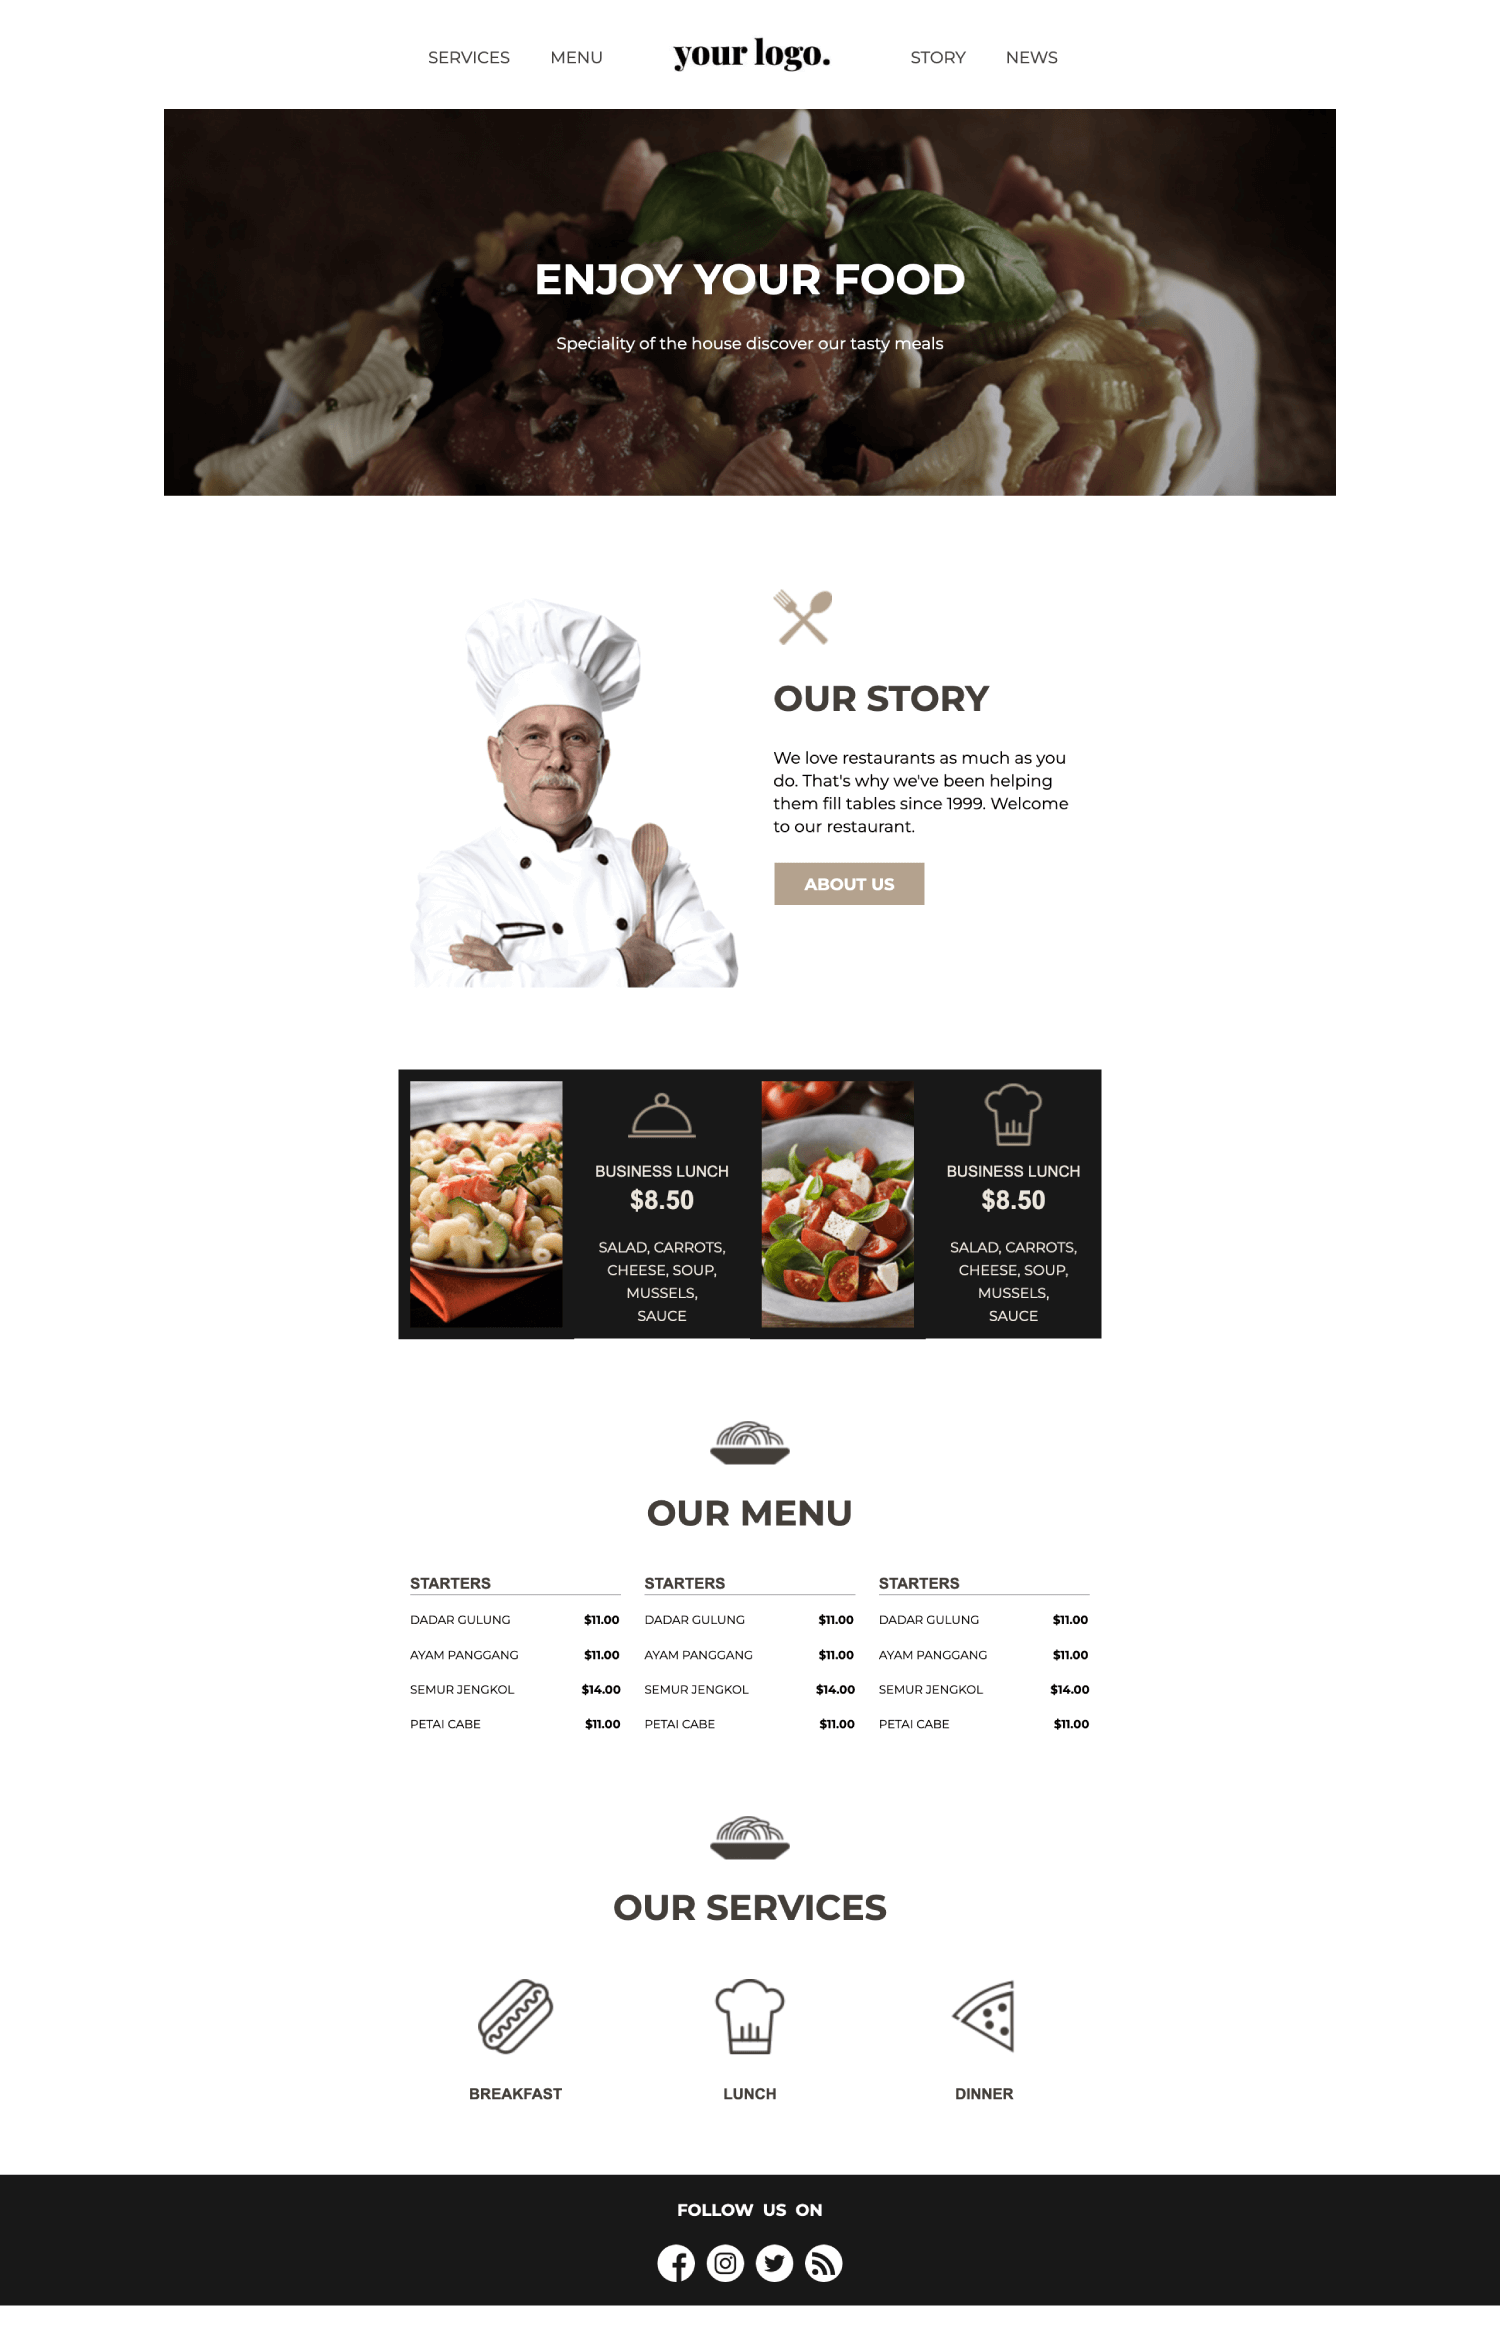 SERVICES MENU your logo. STORY NEWS
ENJOY YOUR FOOD
Speciality of the house discover our tasty meals
OUR STORY
We love restaurants as much as you
do. That's why we've been helping
them fill tables since 1999. Welcome
to our restaurant.
ABOUT US
BUSINESS LUNCH
$8.50
SALAD, CARROTS,
CHEESE, SOUP,
MUSSELS,
SAUCE
BUSINESS LUNCH
$8.50
SALAD, CARROTS,
CHEESE, SOUP,
MUSSELS,
SAUCE
OUR MENU
STARTERS
DADAR GULUNG $11.00
AYAM PANGGANG $11.00
SEMUR JENGKOL $14.00
PETAI CABE $11.00
STARTERS
DADAR GULUNG $11.00
AYAM PANGGANG $11.00
SEMUR JENGKOL $14.00
PETAI CABE $11.00
STARTERS
DADAR GULUNG $11.00
AYAM PANGGANG $11.00
SEMUR JENGKOL $14.00
PETAI CABE $11.00
OUR SERVICES
BREAKFAST
LUNCH
DINNER
FOLLOW US ON